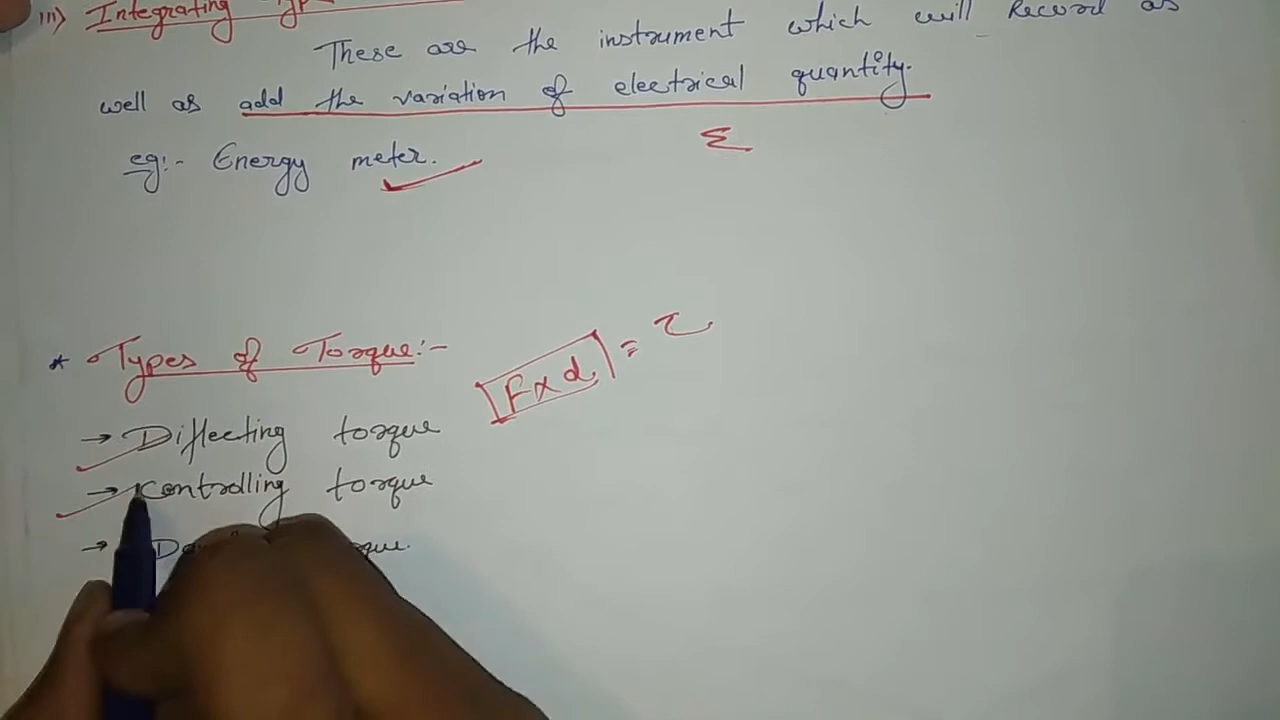 iii) Integrating
These are the instrument which will Record as
well as add the variation of electrical quantity.
Σ
eg:- Energy meter.
* Types of Torque:-
F x d = τ
→ Diflecting torque
→ Controlling torque
→